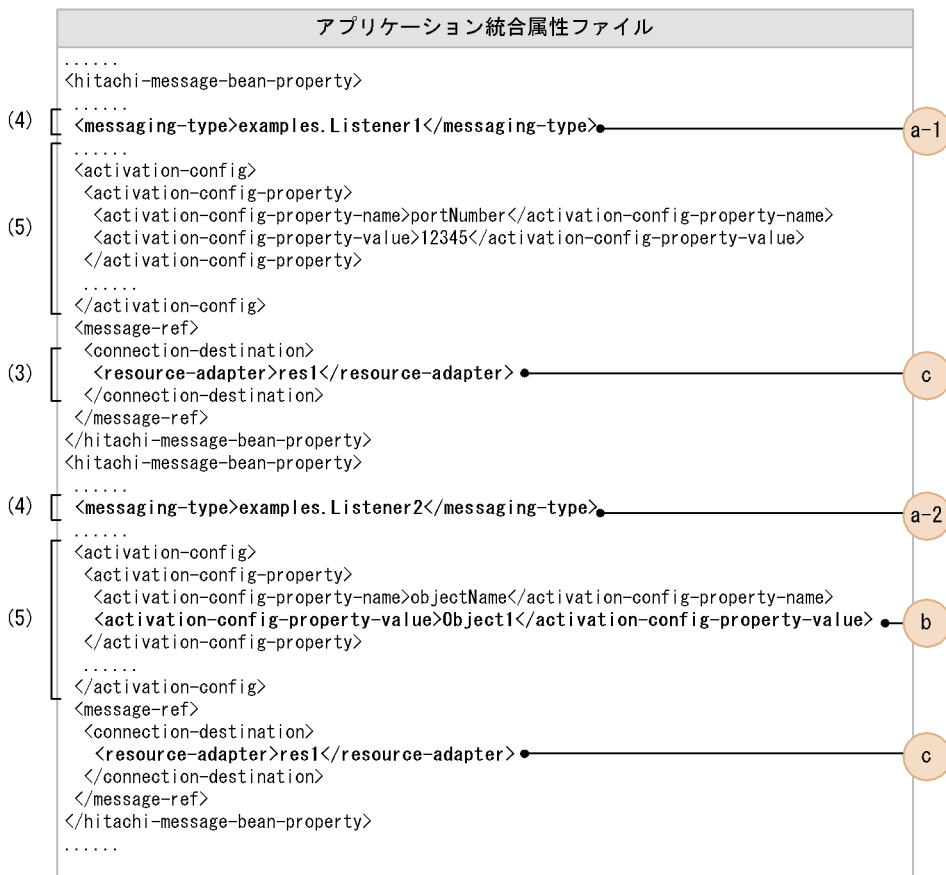 アプリケーション統合属性ファイル
......
<hitachi-message-bean-property>
......
(4) <messaging-type>examples.Listener1</messaging-type> a-1
......
<activation-config>
<activation-config-property>
<activation-config-property-name>portNumber</activation-config-property-name>
(5) <activation-config-property-value>12345</activation-config-property-value>
</activation-config-property>
......
</activation-config>
<message-ref>
<connection-destination>
(3) <resource-adapter>res1</resource-adapter> c
</connection-destination>
</message-ref>
</hitachi-message-bean-property>
<hitachi-message-bean-property>
......
(4) <messaging-type>examples.Listener2</messaging-type> a-2
......
<activation-config>
<activation-config-property>
<activation-config-property-name>objectName</activation-config-property-name>
(5) <activation-config-property-value>Object1</activation-config-property-value> b
</activation-config-property>
......
</activation-config>
<message-ref>
<connection-destination>
<resource-adapter>res1</resource-adapter> c
</connection-destination>
</message-ref>
</hitachi-message-bean-property>
......